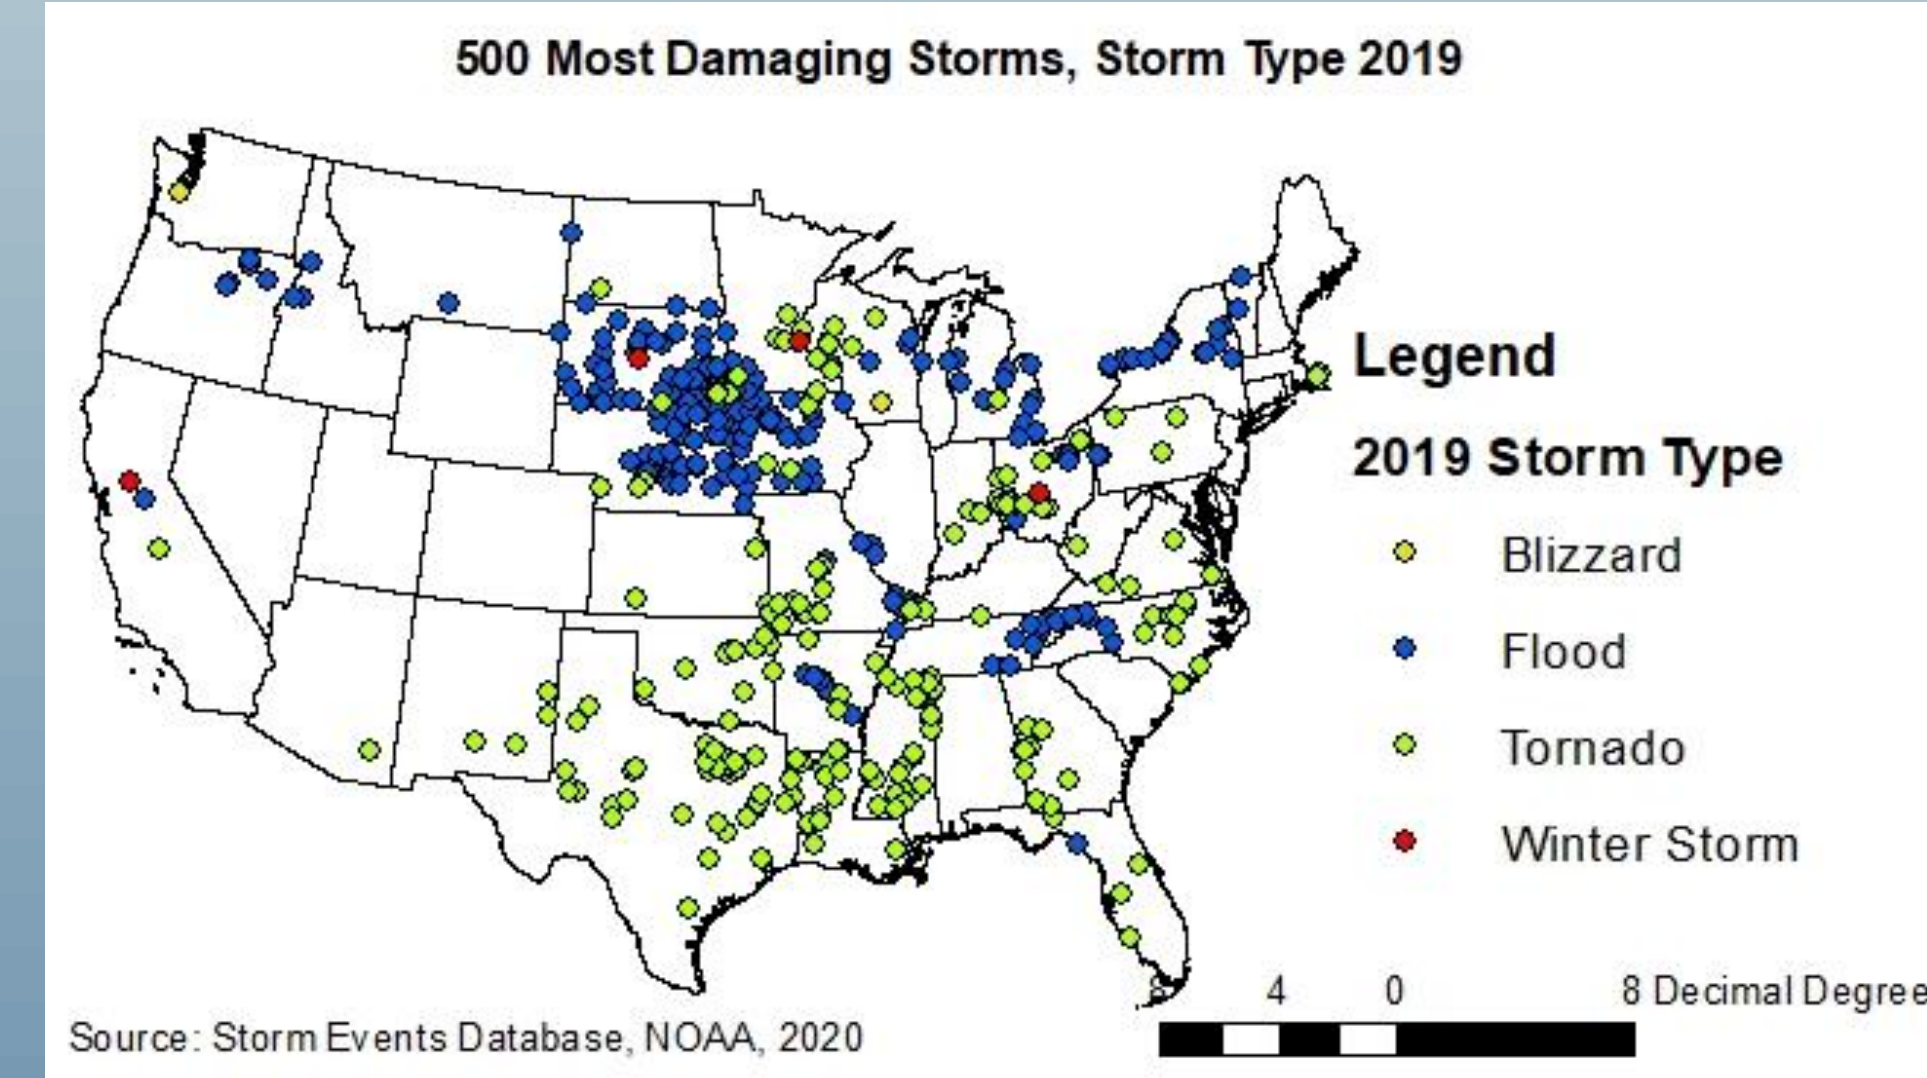 500 Most Damaging Storms, Storm Type 2019
Legend
2019 Storm Type
Blizzard
Flood
Tornado
Winter Storm
8 4 0 8 Decimal Degree
Source: Storm Events Database, NOAA, 2020